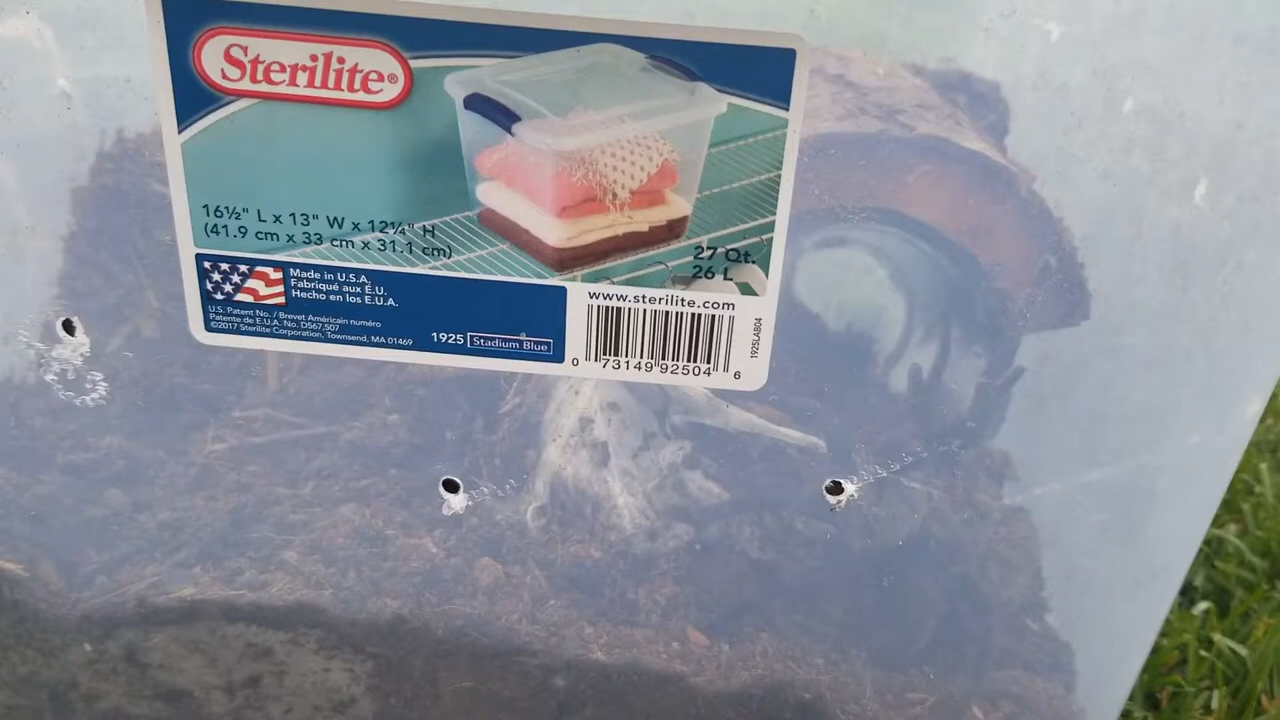 Sterilite®
16½" L x 13" W x 12¼" H
(41.9 cm x 33 cm x 31.1 cm)
27 Qt.
26 L
Made in U.S.A.
Fabriqué aux É.U.
Hecho en los E.U.A.
U.S. Patent No. / Brevet Américain numéro
Patente de E.U.A. No. D567,507
©2017 Sterilite Corporation, Townsend, MA 01469
1925 Stadium Blue
www.sterilite.com
0 73149 92504 6
1925LAB04